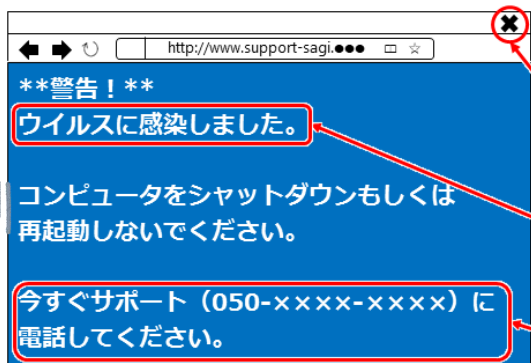 http://www.support-sagi.●●●
**警告！**
ウイルスに感染しました。
コンピュータをシャットダウンもしくは
再起動しないでください。
今すぐサポート（050-××××-××××）に
電話してください。